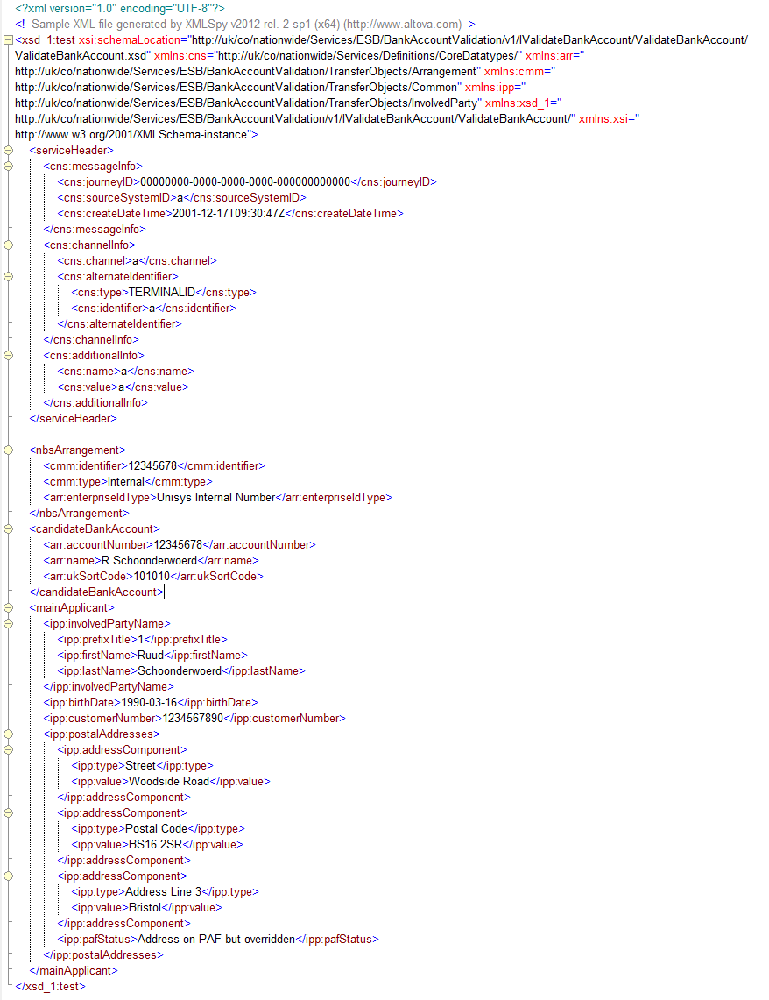 <?xml version="1.0" encoding="UTF-8"?>
<!--Sample XML file generated by XMLSpy v2012 rel. 2 sp1 (x64) (http://www.altova.com)-->
<xsd_1:test xsi:schemaLocation="http://uk/co/nationwide/Services/ESB/BankAccountValidation/v1/IValidateBankAccount/ValidateBankAccount/
ValidateBankAccount.xsd" xmlns:cns="http://uk/co/nationwide/Services/Definitions/CoreDatatypes/" xmlns:arr="
http://uk/co/nationwide/Services/ESB/BankAccountValidation/TransferObjects/Arrangement" xmlns:cmm="
http://uk/co/nationwide/Services/ESB/BankAccountValidation/TransferObjects/Common" xmlns:ipp="
http://uk/co/nationwide/Services/ESB/BankAccountValidation/TransferObjects/InvolvedParty" xmlns:xsd_1="
http://uk/co/nationwide/Services/ESB/BankAccountValidation/v1/IValidateBankAccount/ValidateBankAccount/" xmlns:xsi="
http://www.w3.org/2001/XMLSchema-instance">
<serviceHeader>
<cns:messageInfo>
<cns:journeyID>00000000-0000-0000-0000-000000000000</cns:journeyID>
<cns:sourceSystemID>a</cns:sourceSystemID>
<cns:createDateTime>2001-12-17T09:30:47Z</cns:createDateTime>
</cns:messageInfo>
<cns:channelInfo>
<cns:channel>a</cns:channel>
<cns:alternateIdentifier>
<cns:type>TERMINALID</cns:type>
<cns:identifier>a</cns:identifier>
</cns:alternateIdentifier>
</cns:channelInfo>
<cns:additionalInfo>
<cns:name>a</cns:name>
<cns:value>a</cns:value>
</cns:additionalInfo>
</serviceHeader>
<nbsArrangement>
<cmm:identifier>12345678</cmm:identifier>
<cmm:type>Internal</cmm:type>
<arr:enterpriseIdType>Unisys Internal Number</arr:enterpriseIdType>
</nbsArrangement>
<candidateBankAccount>
<arr:accountNumber>12345678</arr:accountNumber>
<arr:name>R Schoonderwoerd</arr:name>
<arr:ukSortCode>101010</arr:ukSortCode>
</candidateBankAccount>
<mainApplicant>
<ipp:involvedPartyName>
<ipp:prefixTitle>1</ipp:prefixTitle>
<ipp:firstName>Ruud</ipp:firstName>
<ipp:lastName>Schoonderwoerd</ipp:lastName>
</ipp:involvedPartyName>
<ipp:birthDate>1990-03-16</ipp:birthDate>
<ipp:customerNumber>1234567890</ipp:customerNumber>
<ipp:postalAddresses>
<ipp:addressComponent>
<ipp:type>Street</ipp:type>
<ipp:value>Woodside Road</ipp:value>
</ipp:addressComponent>
<ipp:addressComponent>
<ipp:type>Postal Code</ipp:type>
<ipp:value>BS16 2SR</ipp:value>
</ipp:addressComponent>
<ipp:addressComponent>
<ipp:type>Address Line 3</ipp:type>
<ipp:value>Bristol</ipp:value>
</ipp:addressComponent>
<ipp:pafStatus>Address on PAF but overridden</ipp:pafStatus>
</ipp:postalAddresses>
</mainApplicant>
</xsd_1:test>